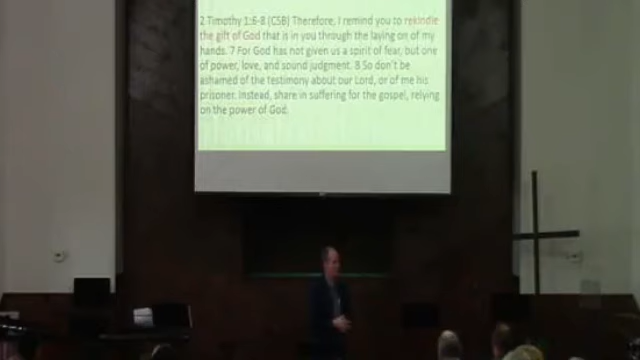 2 Timothy 1:6-8 (CSB) Therefore, I remind you to rekindle
the gift of God that is in you through the laying on of my
hands. 7 For God has not given us a spirit of fear, but one
of power, love, and sound judgment. 8 So don't be
ashamed of the testimony about our Lord, or of me his
prisoner. Instead, share in suffering for the gospel, relying
on the power of God.